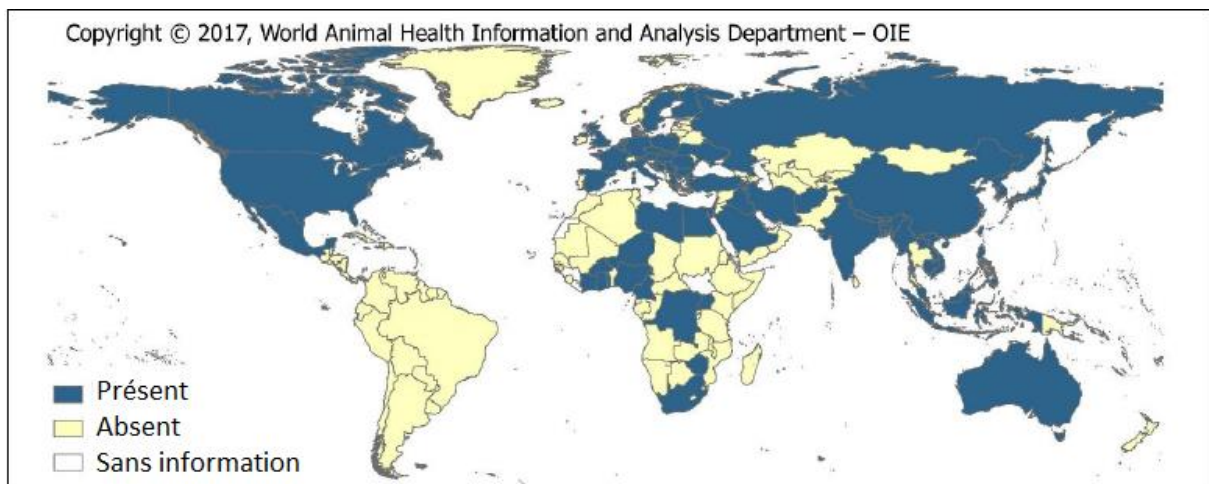 Copyright © 2017, World Animal Health Information and Analysis Department – OIE
Présent
Absent
Sans information